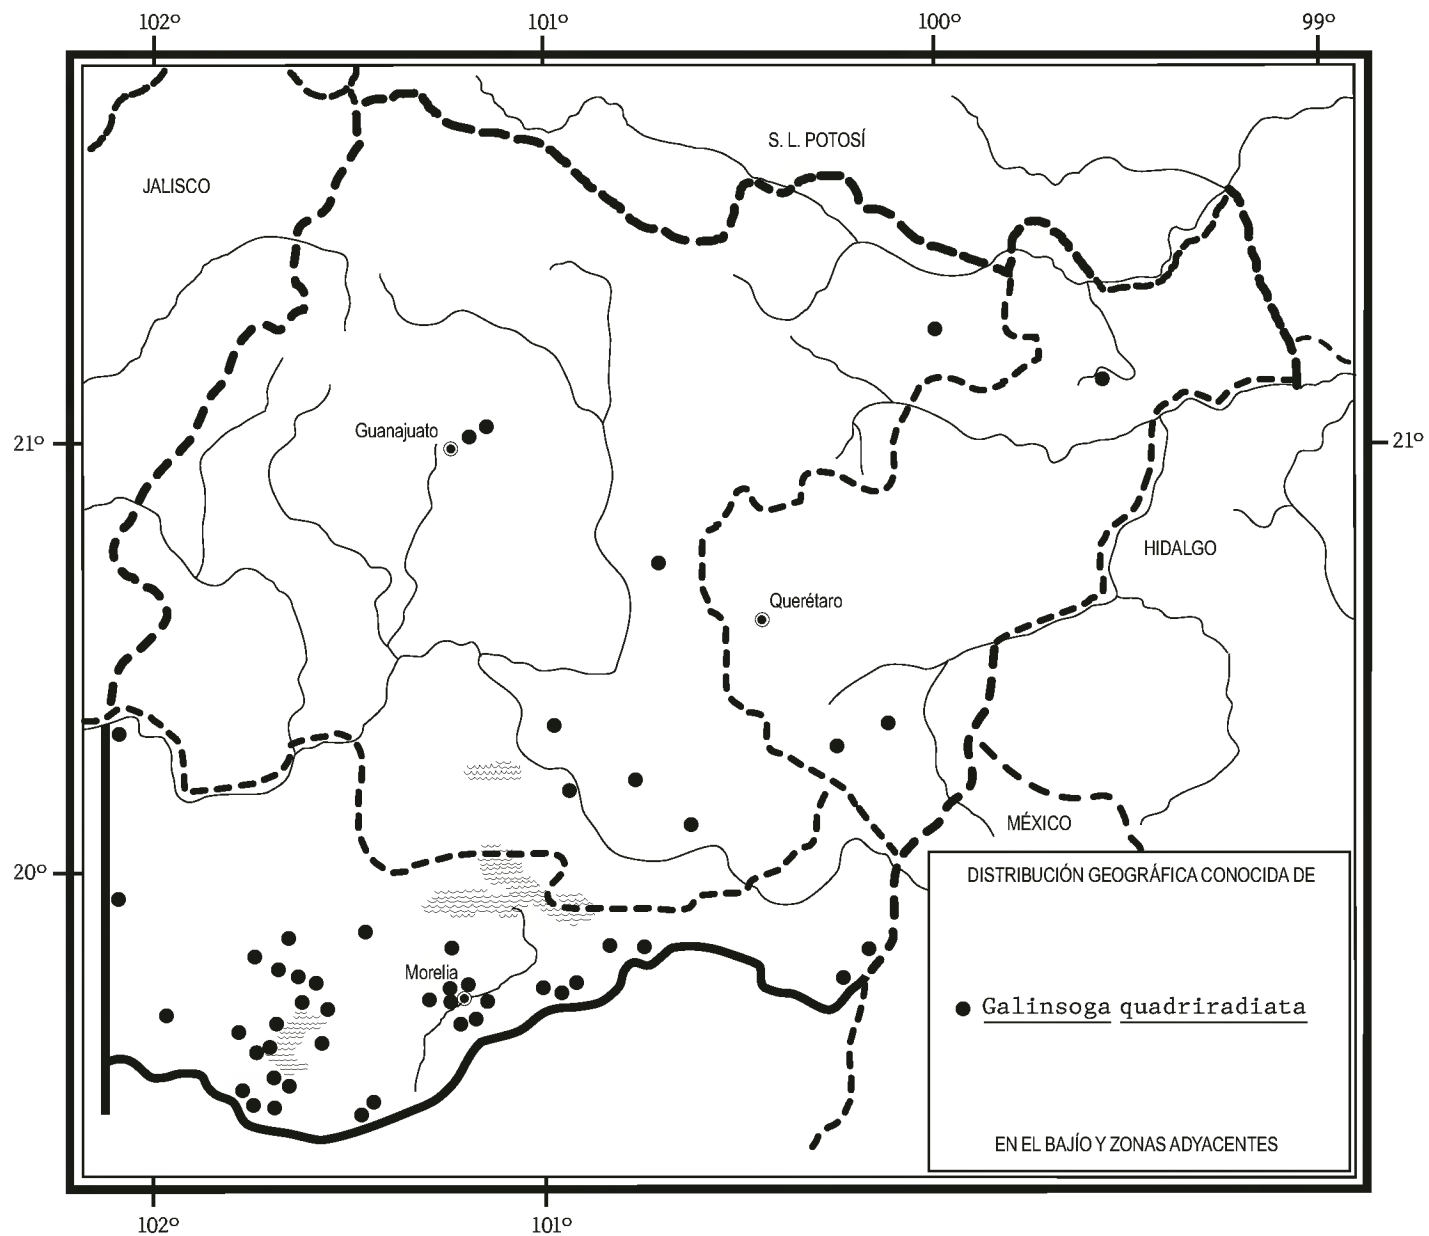 102º 101º 100º 99º
S. L. POTOSÍ
JALISCO
Guanajuato
21º 21º
HIDALGO
Querétaro
MÉXICO
20º
DISTRIBUCIÓN GEOGRÁFICA CONOCIDA DE
Morelia
Galinsoga quadriradiata
EN EL BAJÍO Y ZONAS ADYACENTES
102º 101º